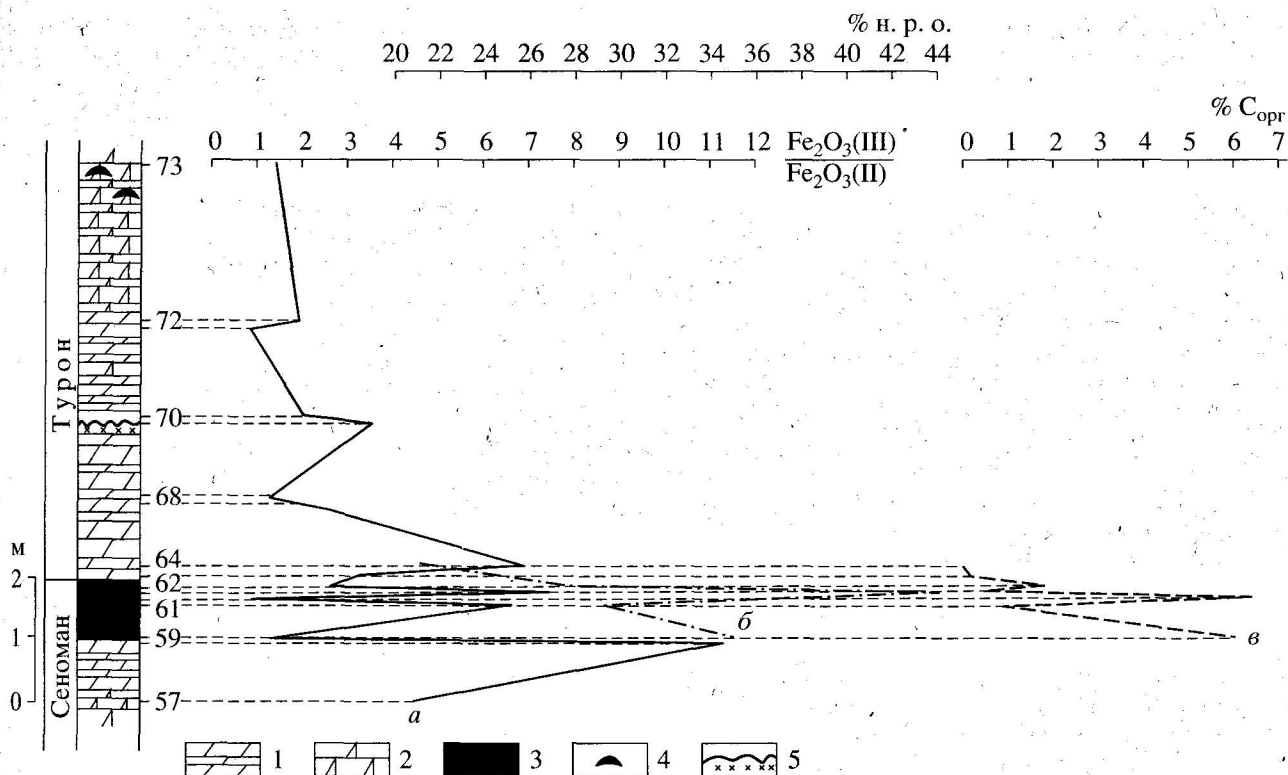 % н. р. о.
20 22 24 26 28 30 32 34 36 38 40 42 44
% Cорг
0 1 2 3 4 5 6 7 8 9 10 11 12
Fe2O3(III)
Fe2O3(II)
0 1 2 3 4 5 6 7
73
72
Турон
70
68
м
64
2
62
61
б
1
59
в
Сеноман
0
57
а
1 2 3 4 5